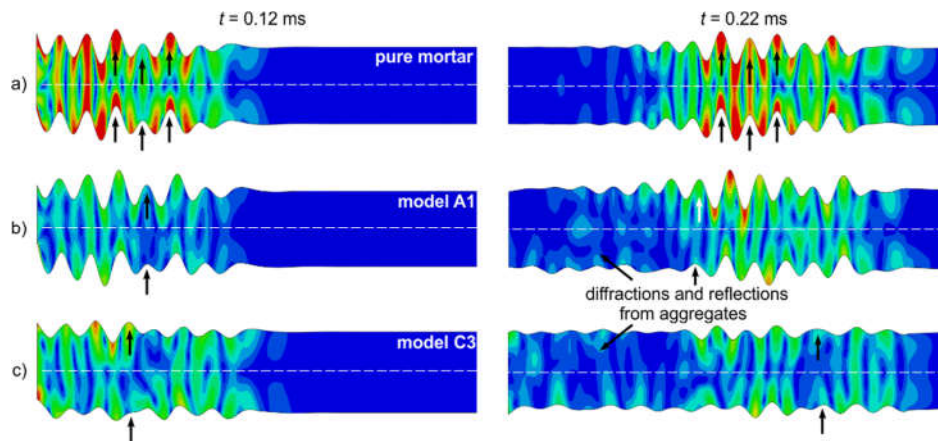 t = 0.12 ms
t = 0.22 ms
a)
pure mortar
b)
model A1
diffractions and reflections
from aggregates
c)
model C3